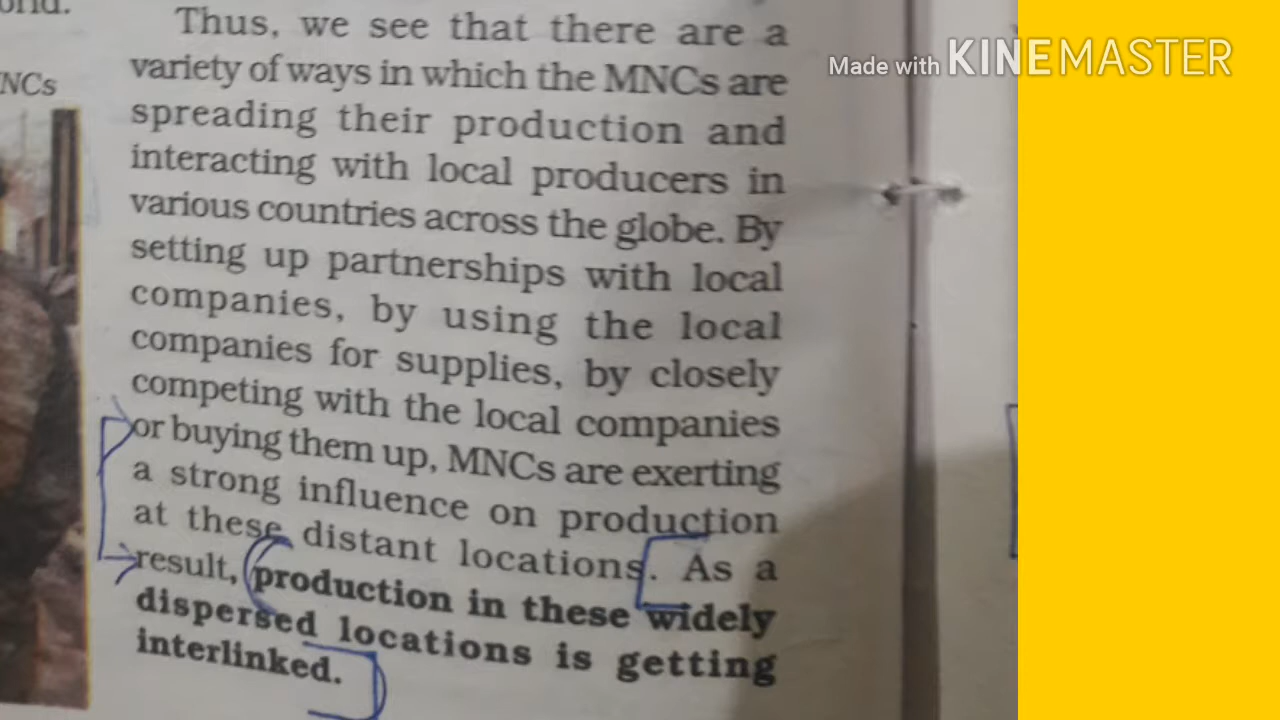 Thus, we see that there are a
variety of ways in which the MNCs are
spreading their production and
interacting with local producers in
various countries across the globe. By
setting up partnerships with local
companies, by using the local
companies for supplies, by closely
competing with the local companies
or buying them up, MNCs are exerting
a strong influence on production
at these distant locations. As a
result, production in these widely
dispersed locations is getting
interlinked.
NCs
Made with KINEMASTER